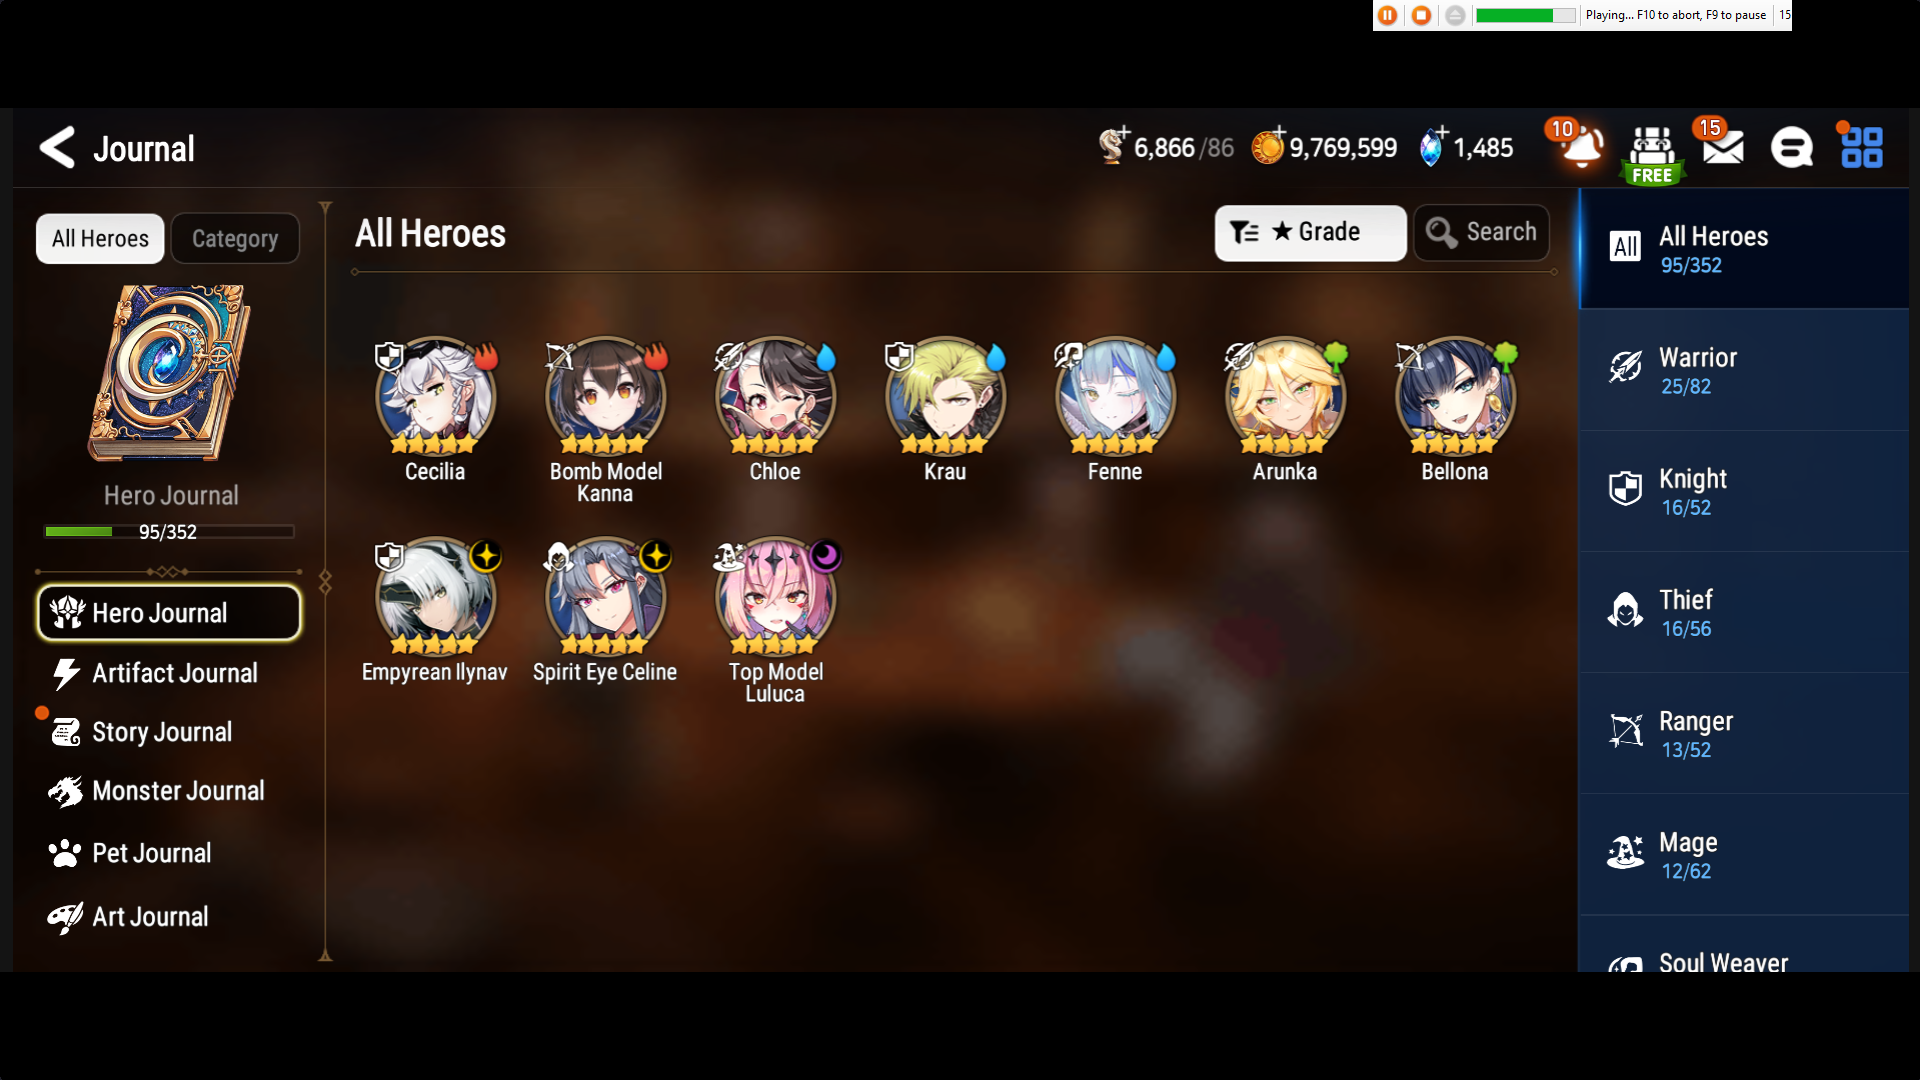 Playing... F10 to abort, F9 to pause
15
Journal
6,866/86
9,769,599
1,485
10
FREE
15
All Heroes
Category
Hero Journal
95/352
Hero Journal
Artifact Journal
Story Journal
Monster Journal
Pet Journal
Art Journal
All Heroes
★ Grade
Search
Cecilia
Bomb Model
Kanna
Chloe
Krau
Fenne
Arunka
Bellona
Empyrean Ilynav
Spirit Eye Celine
Top Model
Luluca
All
All Heroes
95/352
Warrior
25/82
Knight
16/52
Thief
16/56
Ranger
13/52
Mage
12/62
Soul Weaver